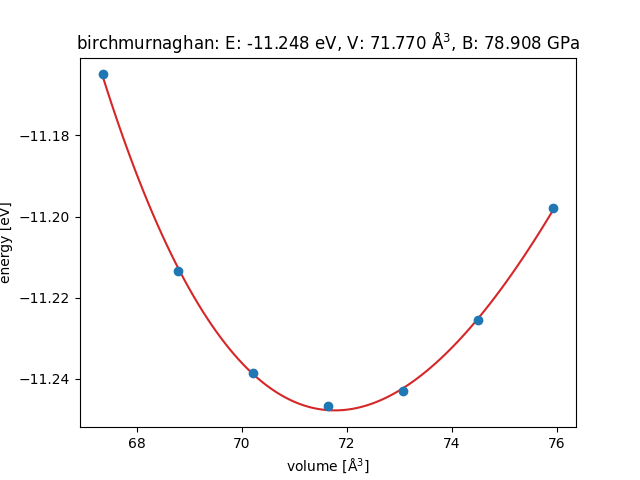 birchmurnaghan: E: -11.248 eV, V: 71.770 Å³, B: 78.908 GPa
−11.18
−11.20
−11.22
−11.24
energy [eV]
68 70 72 74 76
volume [Å³]